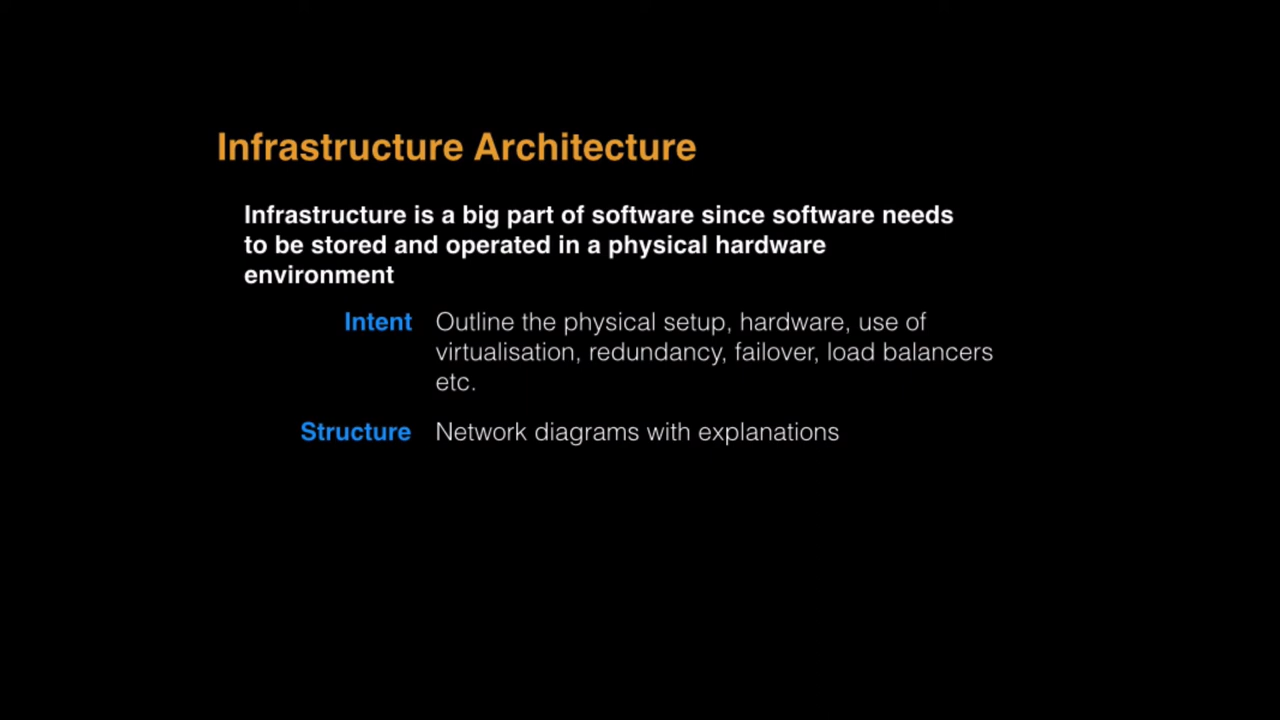 Infrastructure Architecture
Infrastructure is a big part of software since software needs
to be stored and operated in a physical hardware
environment
Intent Outline the physical setup, hardware, use of
virtualisation, redundancy, failover, load balancers
etc.
Structure Network diagrams with explanations